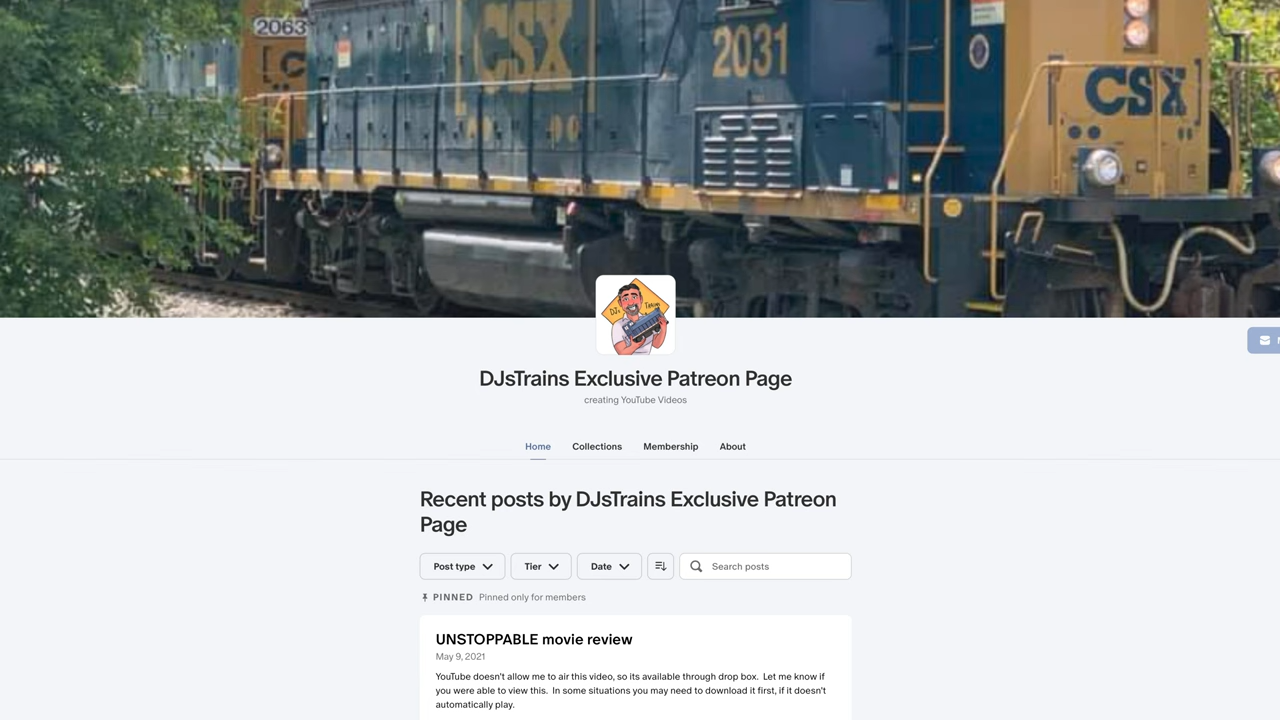 2063
C
CSX
2031
CSX
DJs Trains
DJsTrains Exclusive Patreon Page
creating YouTube Videos
Home Collections Membership About
Recent posts by DJsTrains Exclusive Patreon
Page
Post type Tier Date Search posts
PINNED Pinned only for members
UNSTOPPABLE movie review
May 9, 2021
YouTube doesn't allow me to air this video, so its available through drop box. Let me know if
you were able to view this. In some situations you may need to download it first, if it doesn't
automatically play.